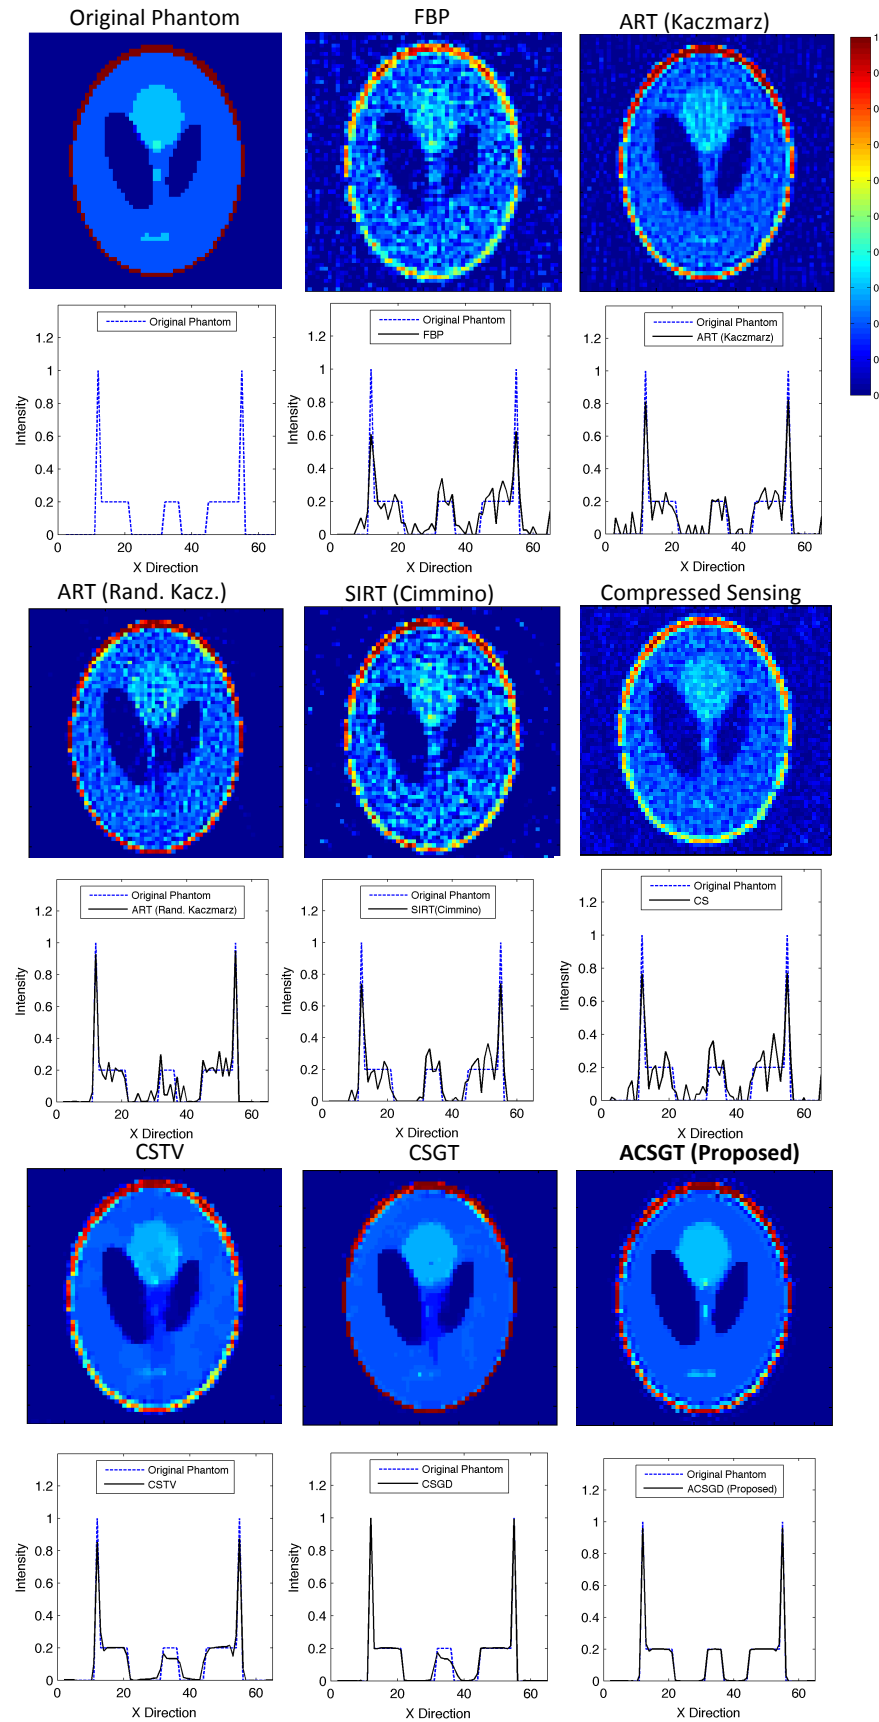 Original Phantom
FBP
ART (Kaczmarz)
1
0
0
0
0
0
0
0
0
0
0
Original Phantom
Intensity
1.2
1
0.8
0.6
0.4
0.2
0
0 20 40 60
X Direction
Original Phantom
FBP
Intensity
1.2
1
0.8
0.6
0.4
0.2
0
0 20 40 60
X Direction
Original Phantom
ART (Kaczmarz)
Intensity
1.2
1
0.8
0.6
0.4
0.2
0
0 20 40 60
X Direction
ART (Rand. Kacz.)
SIRT (Cimmino)
Compressed Sensing
Original Phantom
ART (Rand. Kaczmarz)
Intensity
1.2
1
0.8
0.6
0.4
0.2
0
0 20 40 60
X Direction
Original Phantom
SIRT(Cimmino)
Intensity
1.2
1
0.8
0.6
0.4
0.2
0
0 20 40 60
X Direction
Original Phantom
CS
Intensity
1.2
1
0.8
0.6
0.4
0.2
0
0 20 40 60
X Direction
CSTV
CSGT
ACSGT (Proposed)
Original Phantom
CSTV
Intensity
1.2
1
0.8
0.6
0.4
0.2
0
0 20 40 60
X Direction
Original Phantom
CSGD
Intensity
1.2
1
0.8
0.6
0.4
0.2
0
0 20 40 60
X Direction
Original Phantom
ACSGD (Proposed)
Intensity
1.2
1
0.8
0.6
0.4
0.2
0
0 20 40 60
X Direction